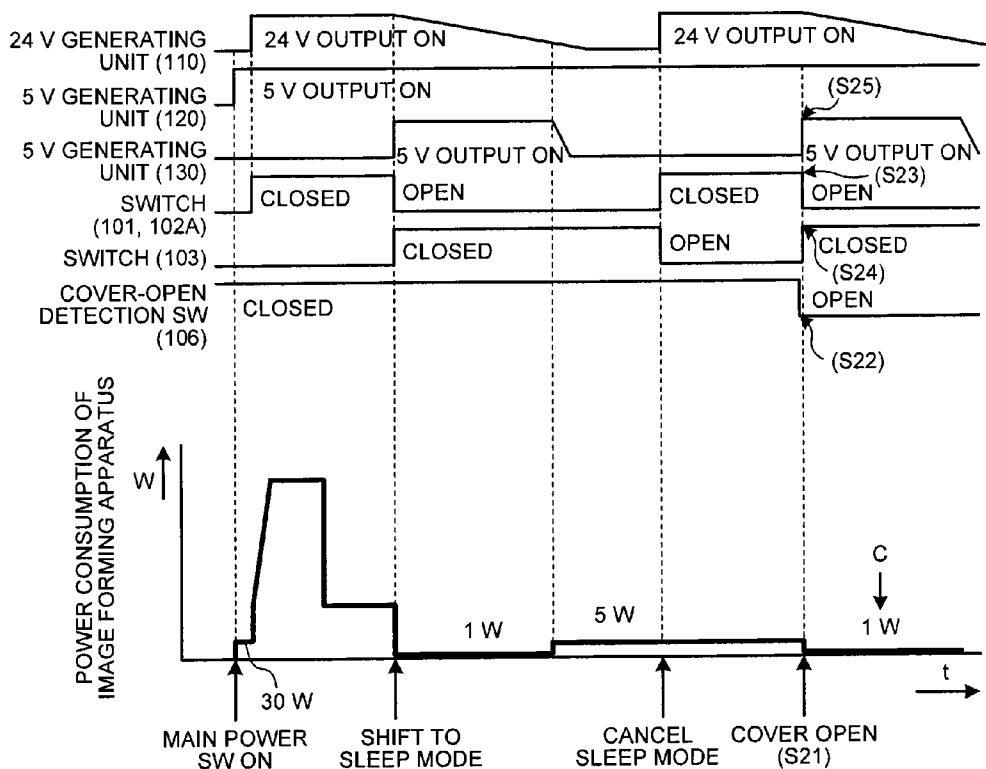 24 V GENERATING
UNIT (110)
24 V OUTPUT ON
24 V OUTPUT ON
5 V GENERATING
UNIT (120)
5 V OUTPUT ON
(S25)
5 V GENERATING
UNIT (130)
5 V OUTPUT ON
5 V OUTPUT ON
(S23)
SWITCH
(101, 102A)
CLOSED
OPEN
CLOSED
OPEN
SWITCH (103)
CLOSED
OPEN
CLOSED
(S24)
COVER-OPEN
DETECTION SW
(106)
CLOSED
OPEN
(S22)
POWER CONSUMPTION OF
IMAGE FORMING APPARATUS
W
C
1 W
5 W
1 W
30 W
t
MAIN POWER
SW ON
SHIFT TO
SLEEP MODE
CANCEL
SLEEP MODE
COVER OPEN
(S21)